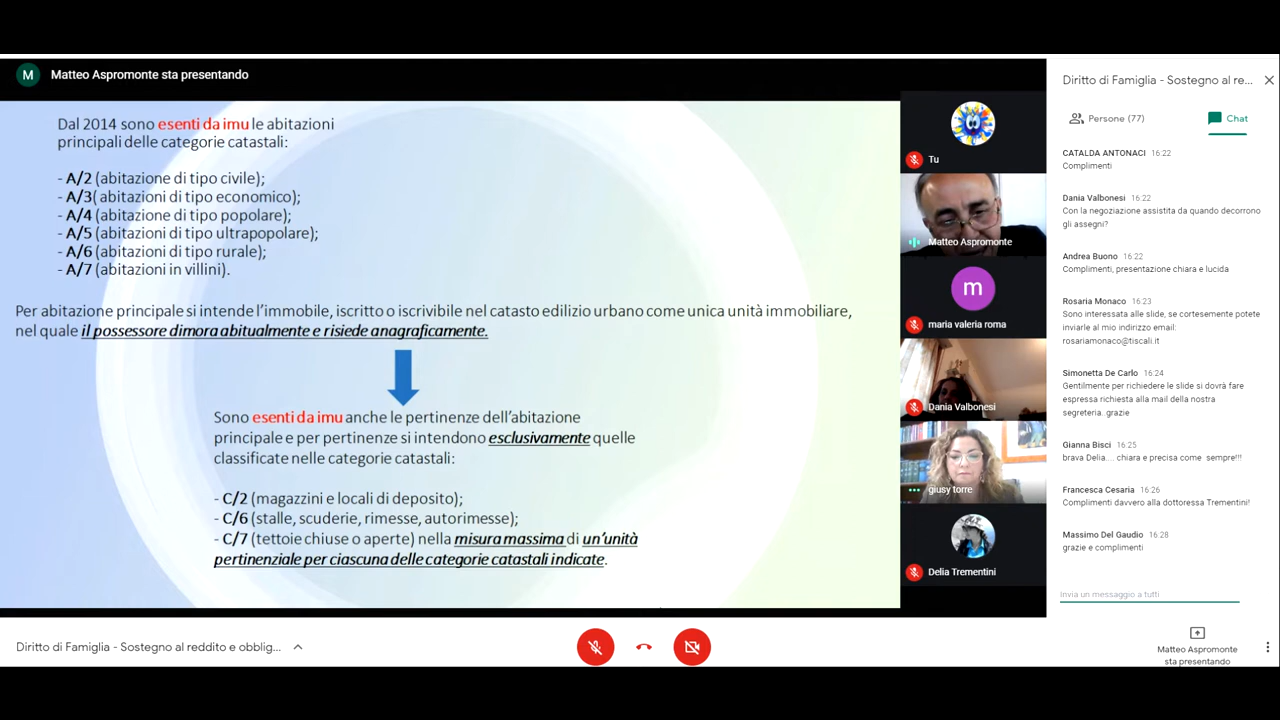 M Matteo Aspromonte sta presentando
Dal 2014 sono esenti da imu le abitazioni
principali delle categorie catastali:
- A/2 (abitazione di tipo civile);
- A/3( abitazioni di tipo economico);
- A/4 (abitazione di tipo popolare);
- A/5 (abitazioni di tipo ultrapopolare);
- A/6 (abitazioni di tipo rurale);
- A/7 (abitazioni in villini).
Per abitazione principale si intende l’immobile, iscritto o iscrivibile nel catasto edilizio urbano come unica unità immobiliare,
nel quale il possessore dimora abitualmente e risiede anagraficamente.
Sono esenti da imu anche le pertinenze dell’abitazione
principale e per pertinenze si intendono esclusivamente quelle
classificate nelle categorie catastali:
- C/2 (magazzini e locali di deposito);
- C/6 (stalle, scuderie, rimesse, autorimesse);
- C/7 (tettoie chiuse o aperte) nella misura massima di un’unità
pertinenziale per ciascuna delle categorie catastali indicate.
Tu
Matteo Aspromonte
m
maria valeria roma
Dania Valbonesi
giusy torre
Delia Trementini
Diritto di Famiglia - Sostegno al re...
Persone (77)
Chat
CATALDA ANTONACI 16:22
Complimenti
Dania Valbonesi 16:22
Con la negoziazione assistita da quando decorrono
gli assegni?
Andrea Buono 16:22
Complimenti, presentazione chiara e lucida
Rosaria Monaco 16:23
Sono interessata alle slide, se cortesemente potete
inviarle al mio indirizzo email:
rosariamonaco@tiscali.it
Simonetta De Carlo 16:24
Gentilmente per richiedere le slide si dovrà fare
espressa richiesta alla mail della nostra
segreteria..grazie
Gianna Bisci 16:25
brava Delia.... chiara e precisa come sempre!!!
Francesca Cesaria 16:26
Complimenti davvero alla dottoressa Trementini!
Massimo Del Gaudio 16:28
grazie e complimenti
Invia un messaggio a tutti
Diritto di Famiglia - Sostegno al reddito e obblig...
Matteo Aspromonte
sta presentando